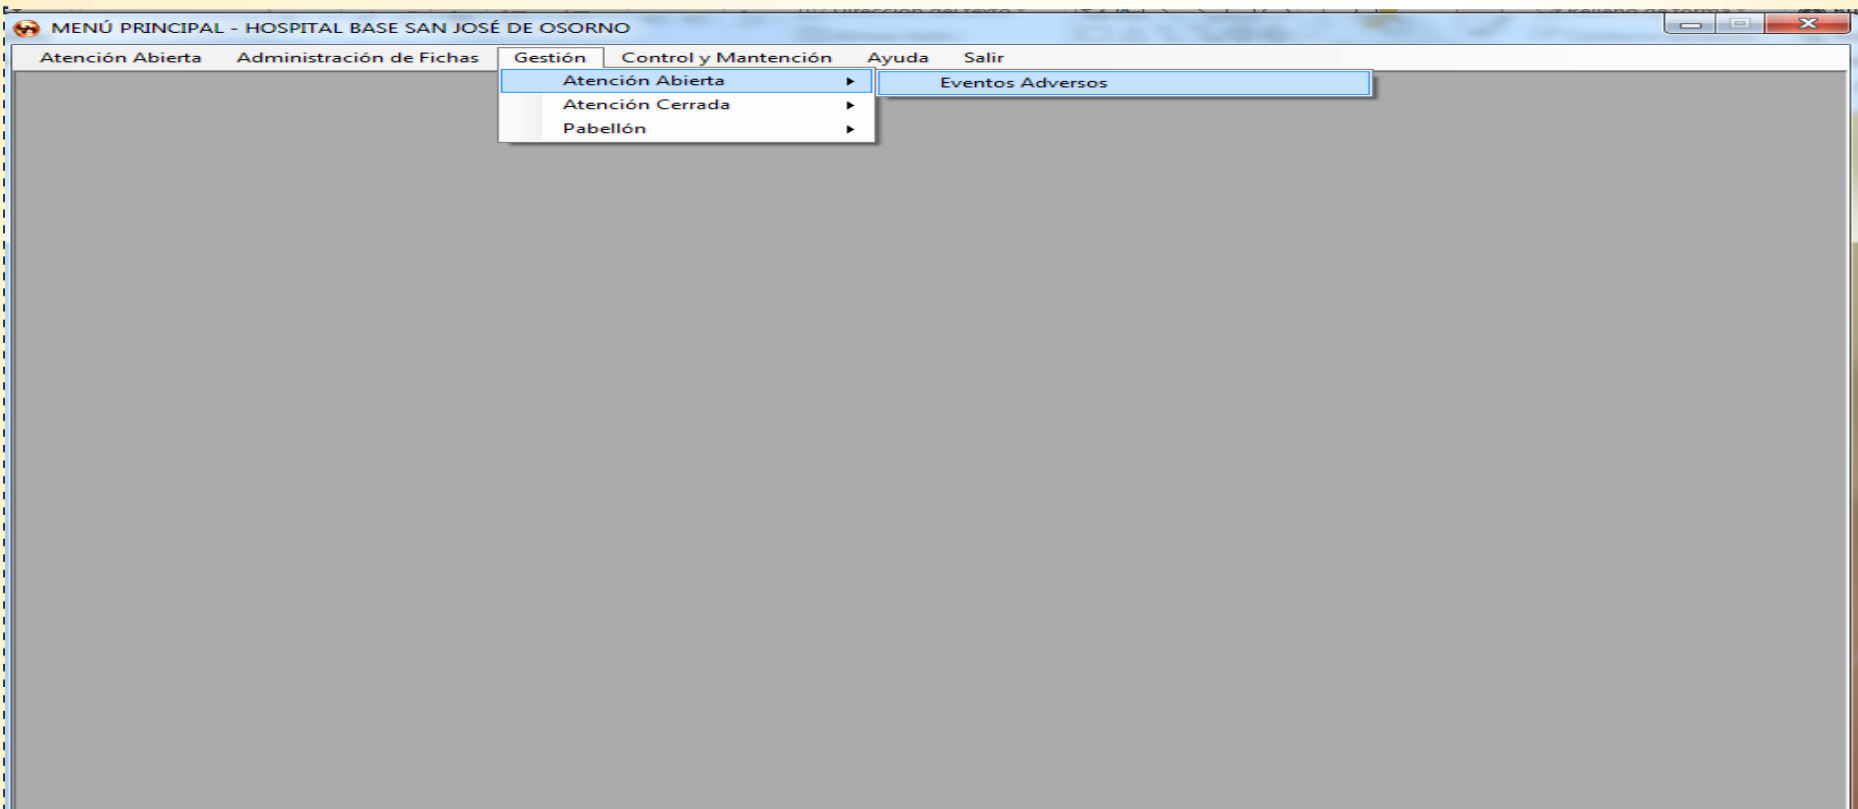 MENÚ PRINCIPAL - HOSPITAL BASE SAN JOSÉ DE OSORNO
Atención Abierta Administración de Fichas Gestión Control y Mantención Ayuda Salir
Atención Abierta Eventos Adversos
Atención Cerrada
Pabellón